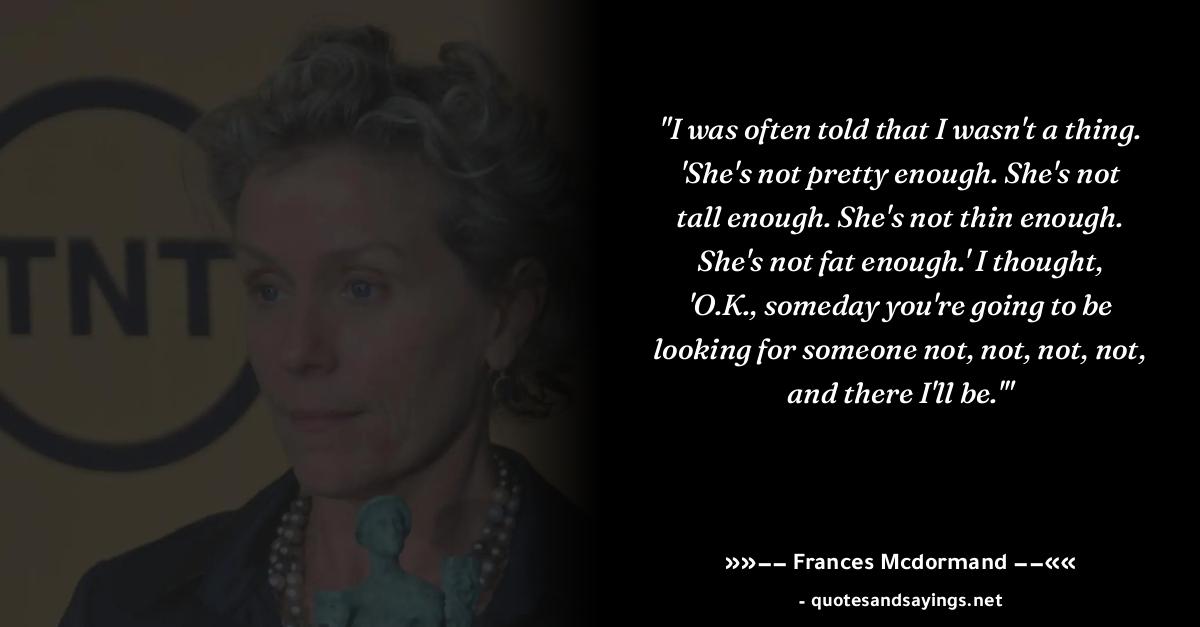 TNT
"I was often told that I wasn't a thing.
'She's not pretty enough. She's not
tall enough. She's not thin enough.
She's not fat enough.' I thought,
'O.K., someday you're going to be
looking for someone not, not, not, not,
and there I'll be.'"
»»−− Frances Mcdormand −−««
- quotesandsayings.net